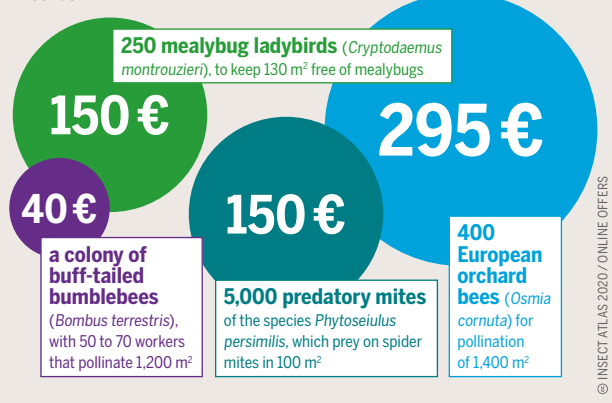 250 mealybug ladybirds (Cryptodaemus
montrouzieri), to keep 130 m² free of mealybugs
150 €
295 €
40 €
150 €
a colony of
buff-tailed
bumblebees
(Bombus terrestris),
with 50 to 70 workers
that pollinate 1,200 m²
5,000 predatory mites
of the species Phytoseiulus
persimilis, which prey on spider
mites in 100 m²
400
European
orchard
bees (Osmia
cornuta) for
pollination
of 1,400 m²
INSECT ATLAS 2020 / ONLINE OFFERS